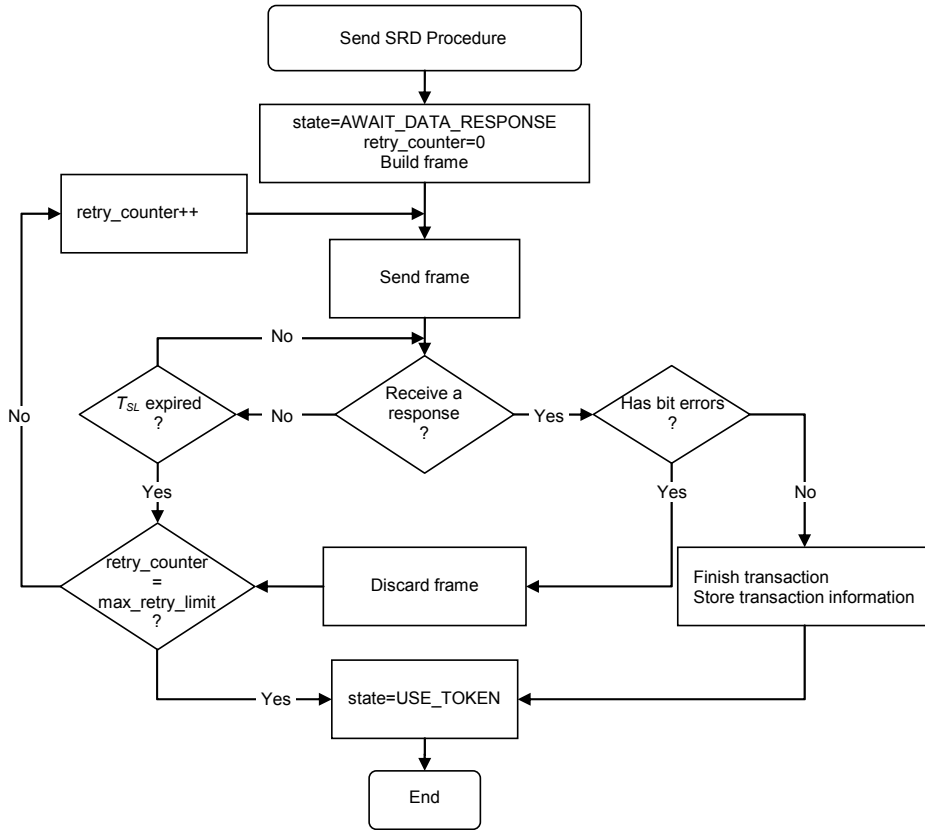 Send SRD Procedure
state=AWAIT_DATA_RESPONSE
retry_counter=0
Build frame
retry_counter++
Send frame
No
T_SL expired
?
No
Receive a
response
?
Yes
Has bit errors
?
No
Yes
Yes
No
retry_counter
=
max_retry_limit
?
Discard frame
Finish transaction
Store transaction information
Yes
state=USE_TOKEN
End